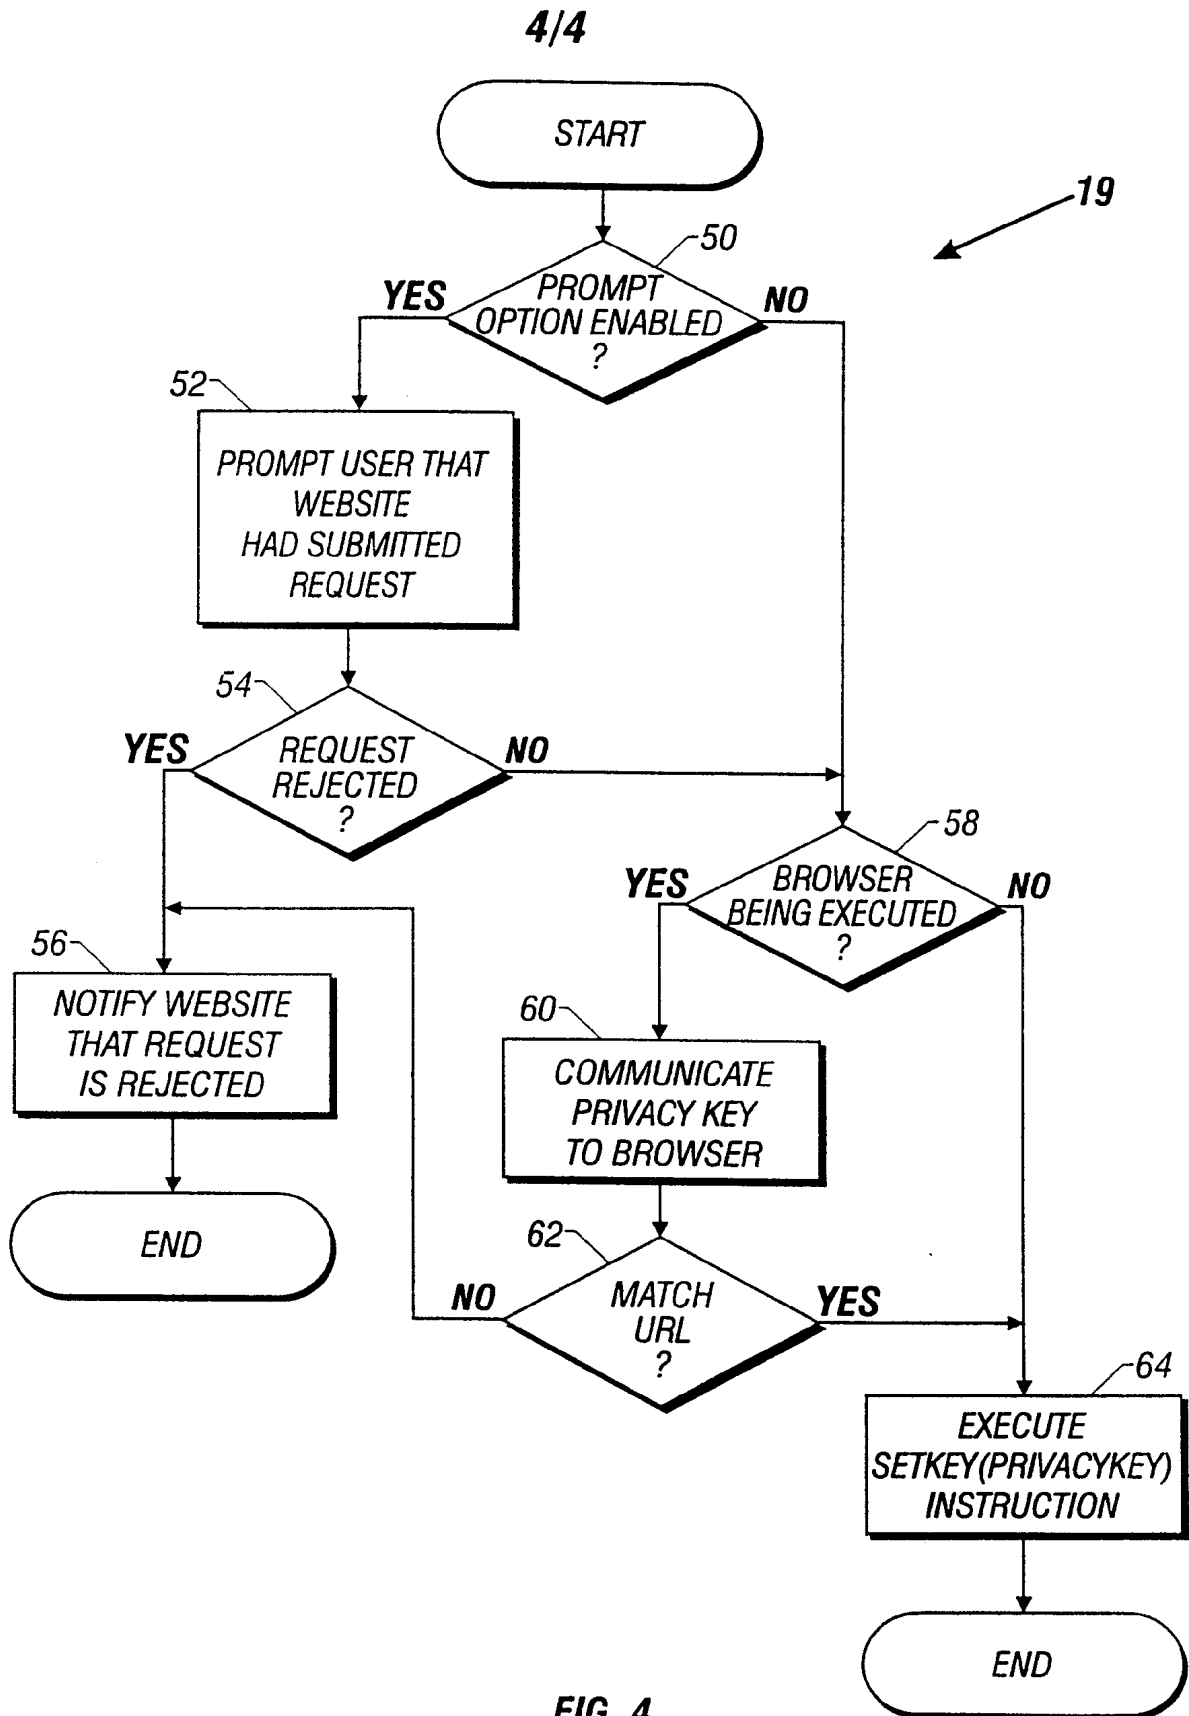 4/4
START
19
50
YES
PROMPT
OPTION ENABLED
?
NO
52
PROMPT USER THAT
WEBSITE
HAD SUBMITTED
REQUEST
54
YES
REQUEST
REJECTED
?
NO
58
YES
BROWSER
BEING EXECUTED
?
NO
56
NOTIFY WEBSITE
THAT REQUEST
IS REJECTED
60
COMMUNICATE
PRIVACY KEY
TO BROWSER
END
62
NO
MATCH
URL
?
YES
64
EXECUTE
SETKEY(PRIVACYKEY)
INSTRUCTION
END
FIG. 4